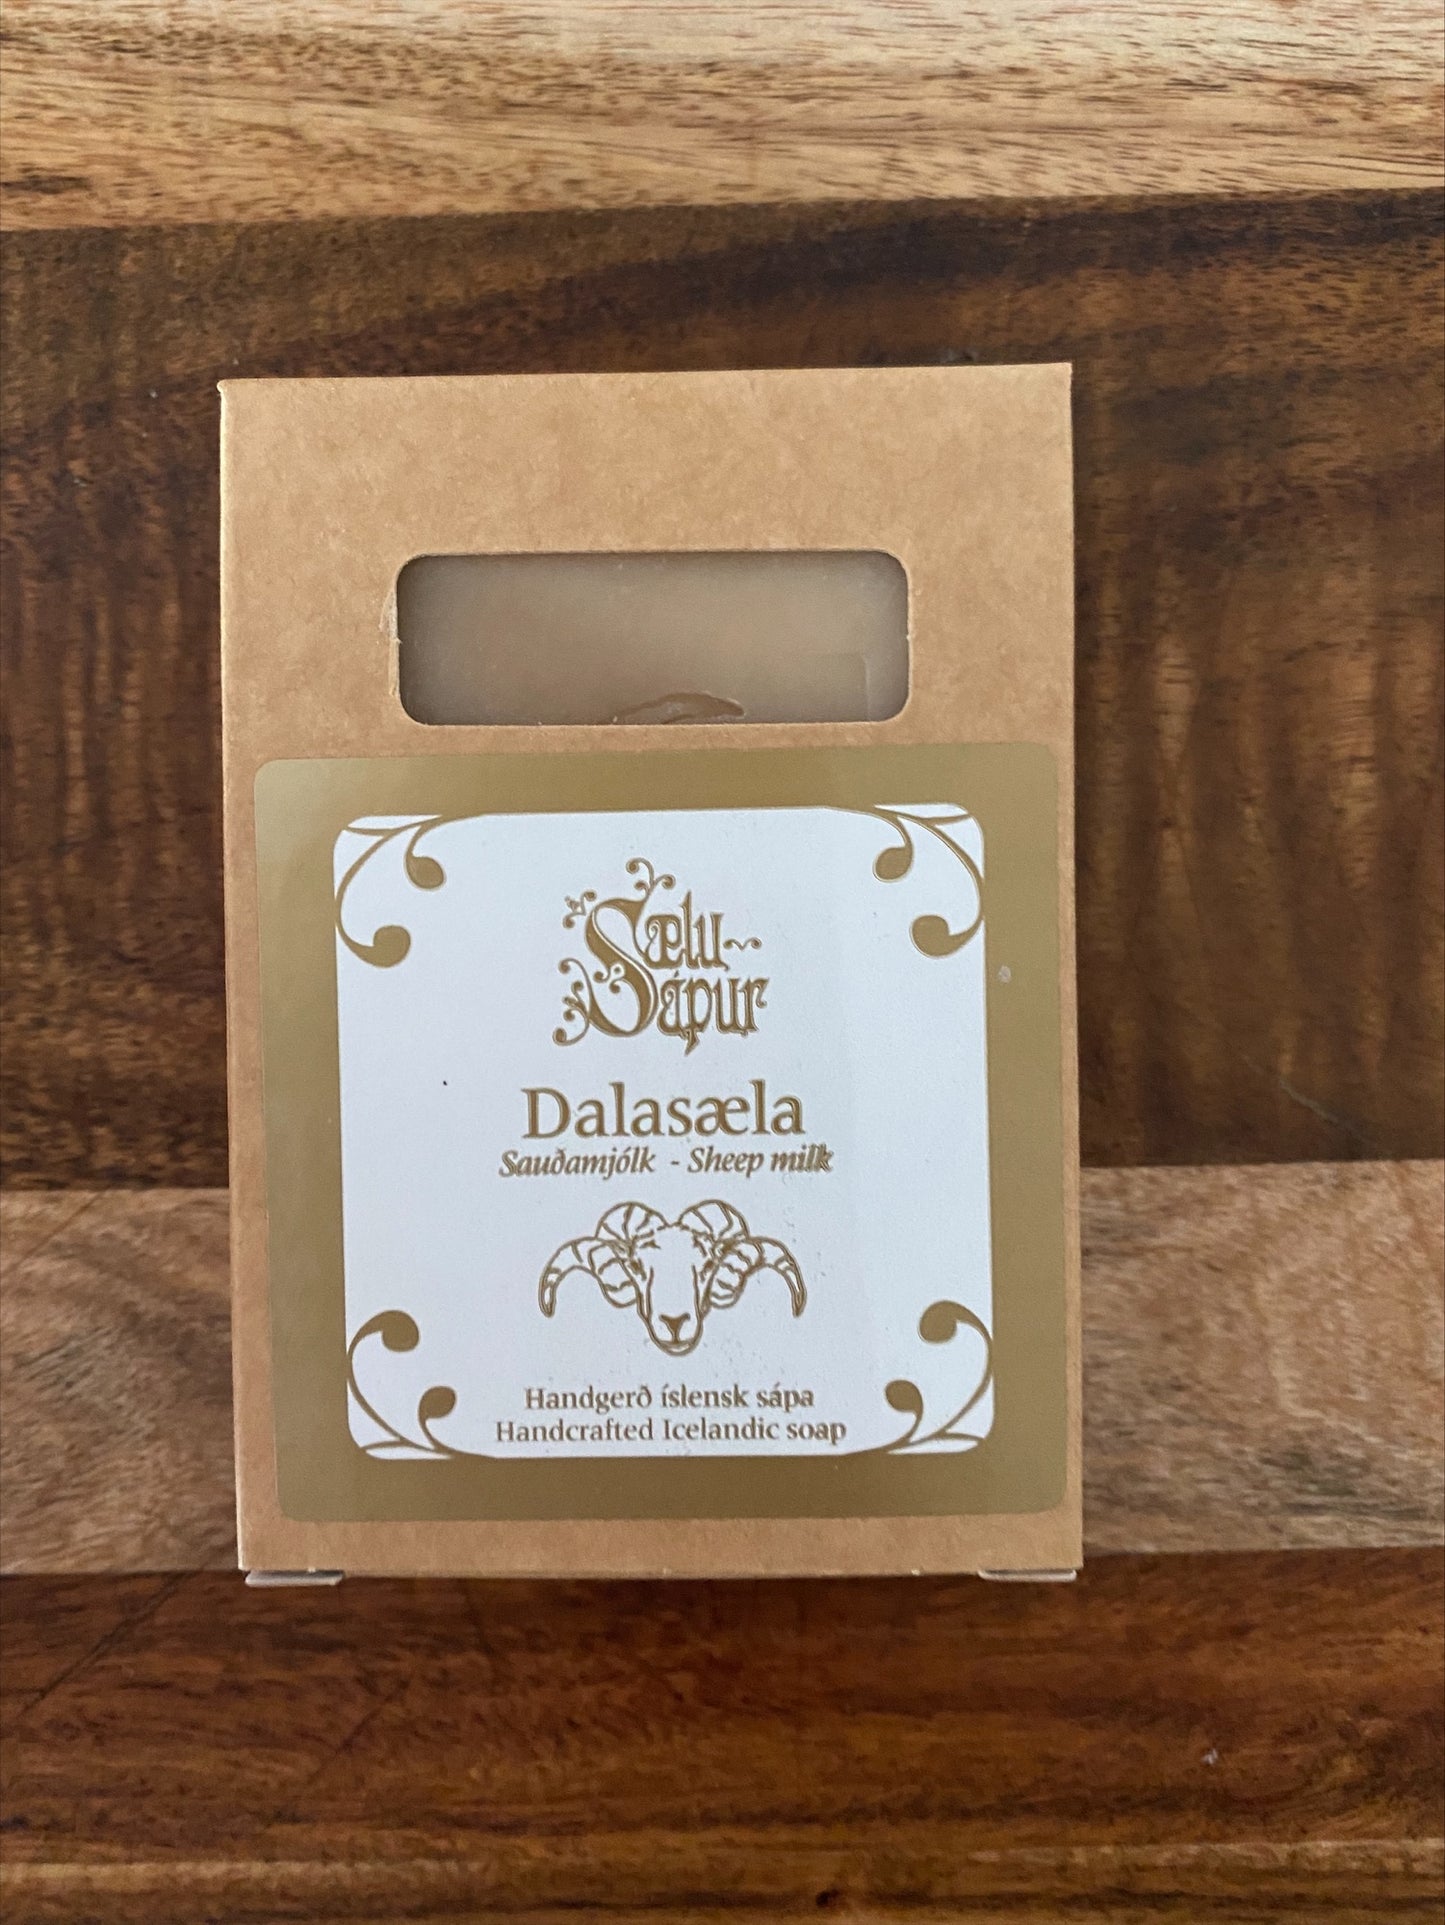 Sælu-
Sápur
Dalasæla
Sauðamjólk - Sheep milk
Handgerð íslensk sápa
Handcrafted Icelandic soap